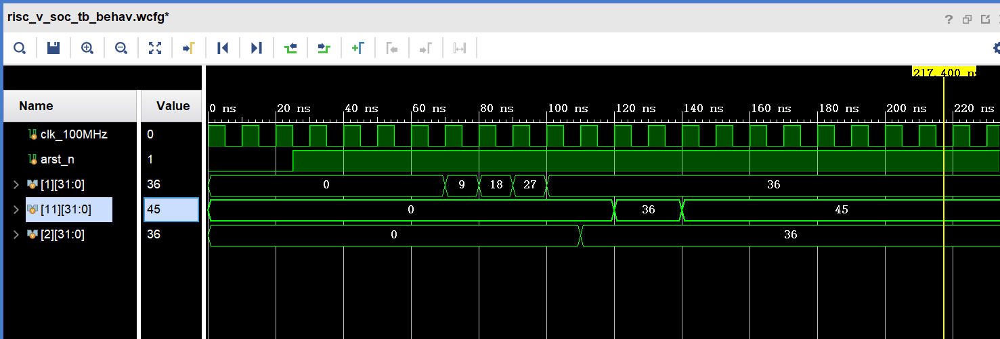 risc_v_soc_tb_behav.wcfg*
217.400 ns
Name Value 0 ns 20 ns 40 ns 60 ns 80 ns 100 ns 120 ns 140 ns 160 ns 180 ns 200 ns 220 ns
clk_100MHz 0
arst_n 1
[1][31:0] 36 0 9 18 27 36
[11][31:0] 45 0 36 45
[2][31:0] 36 0 36